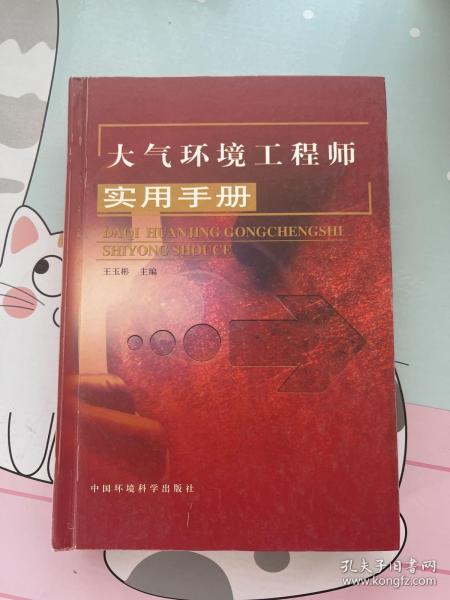 大气环境工程师
实用手册
DAQI HUANJING GONGCHENGSHI
SHIYONG SHOUCE
王玉彬 主编
中国环境科学出版社
孔夫子旧书网
www.kongfz.com